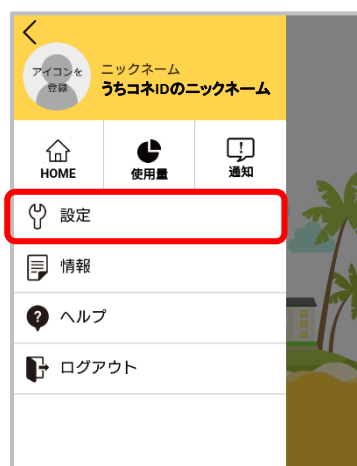 アイコンを
登録
ニックネーム
うちコネIDのニックネーム
HOME
使用量
通知
設定
情報
ヘルプ
ログアウト